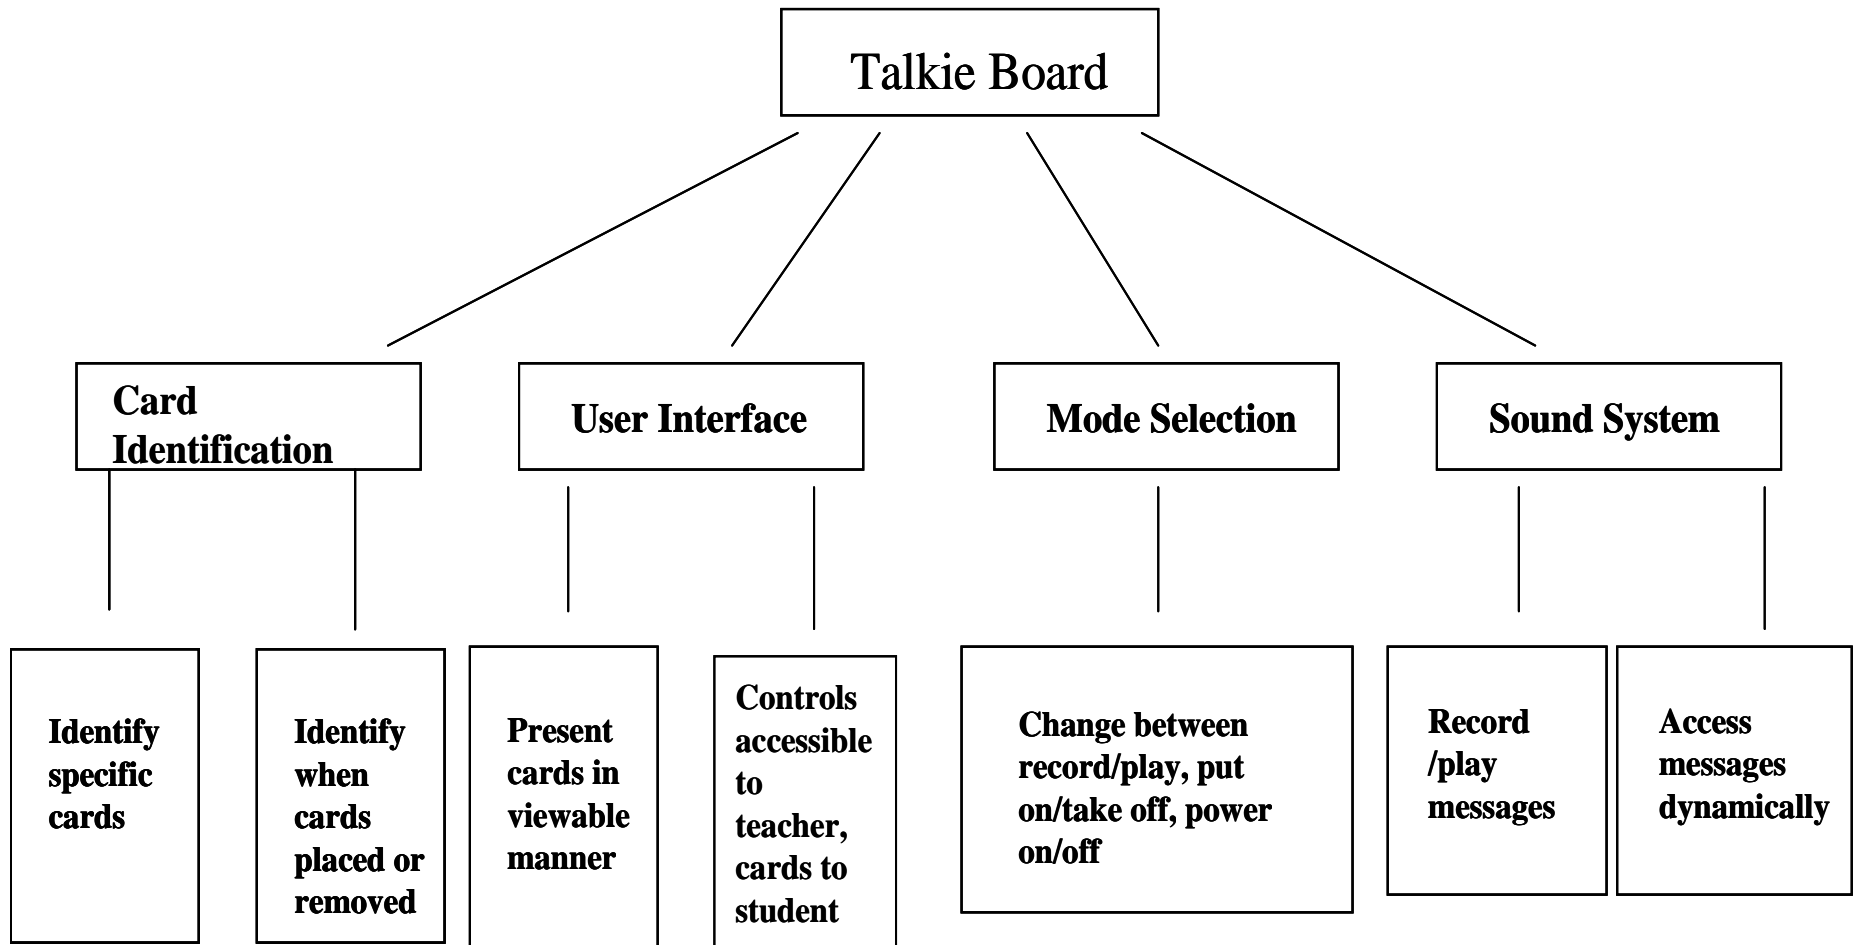 Talkie Board
Card
Identification
User Interface
Mode Selection
Sound System
Identify
specific
cards
Identify
when
cards
placed or
removed
Present
cards in
viewable
manner
Controls
accessible
to
teacher,
cards to
student
Change between
record/play, put
on/take off, power
on/off
Record
/play
messages
Access
messages
dynamically